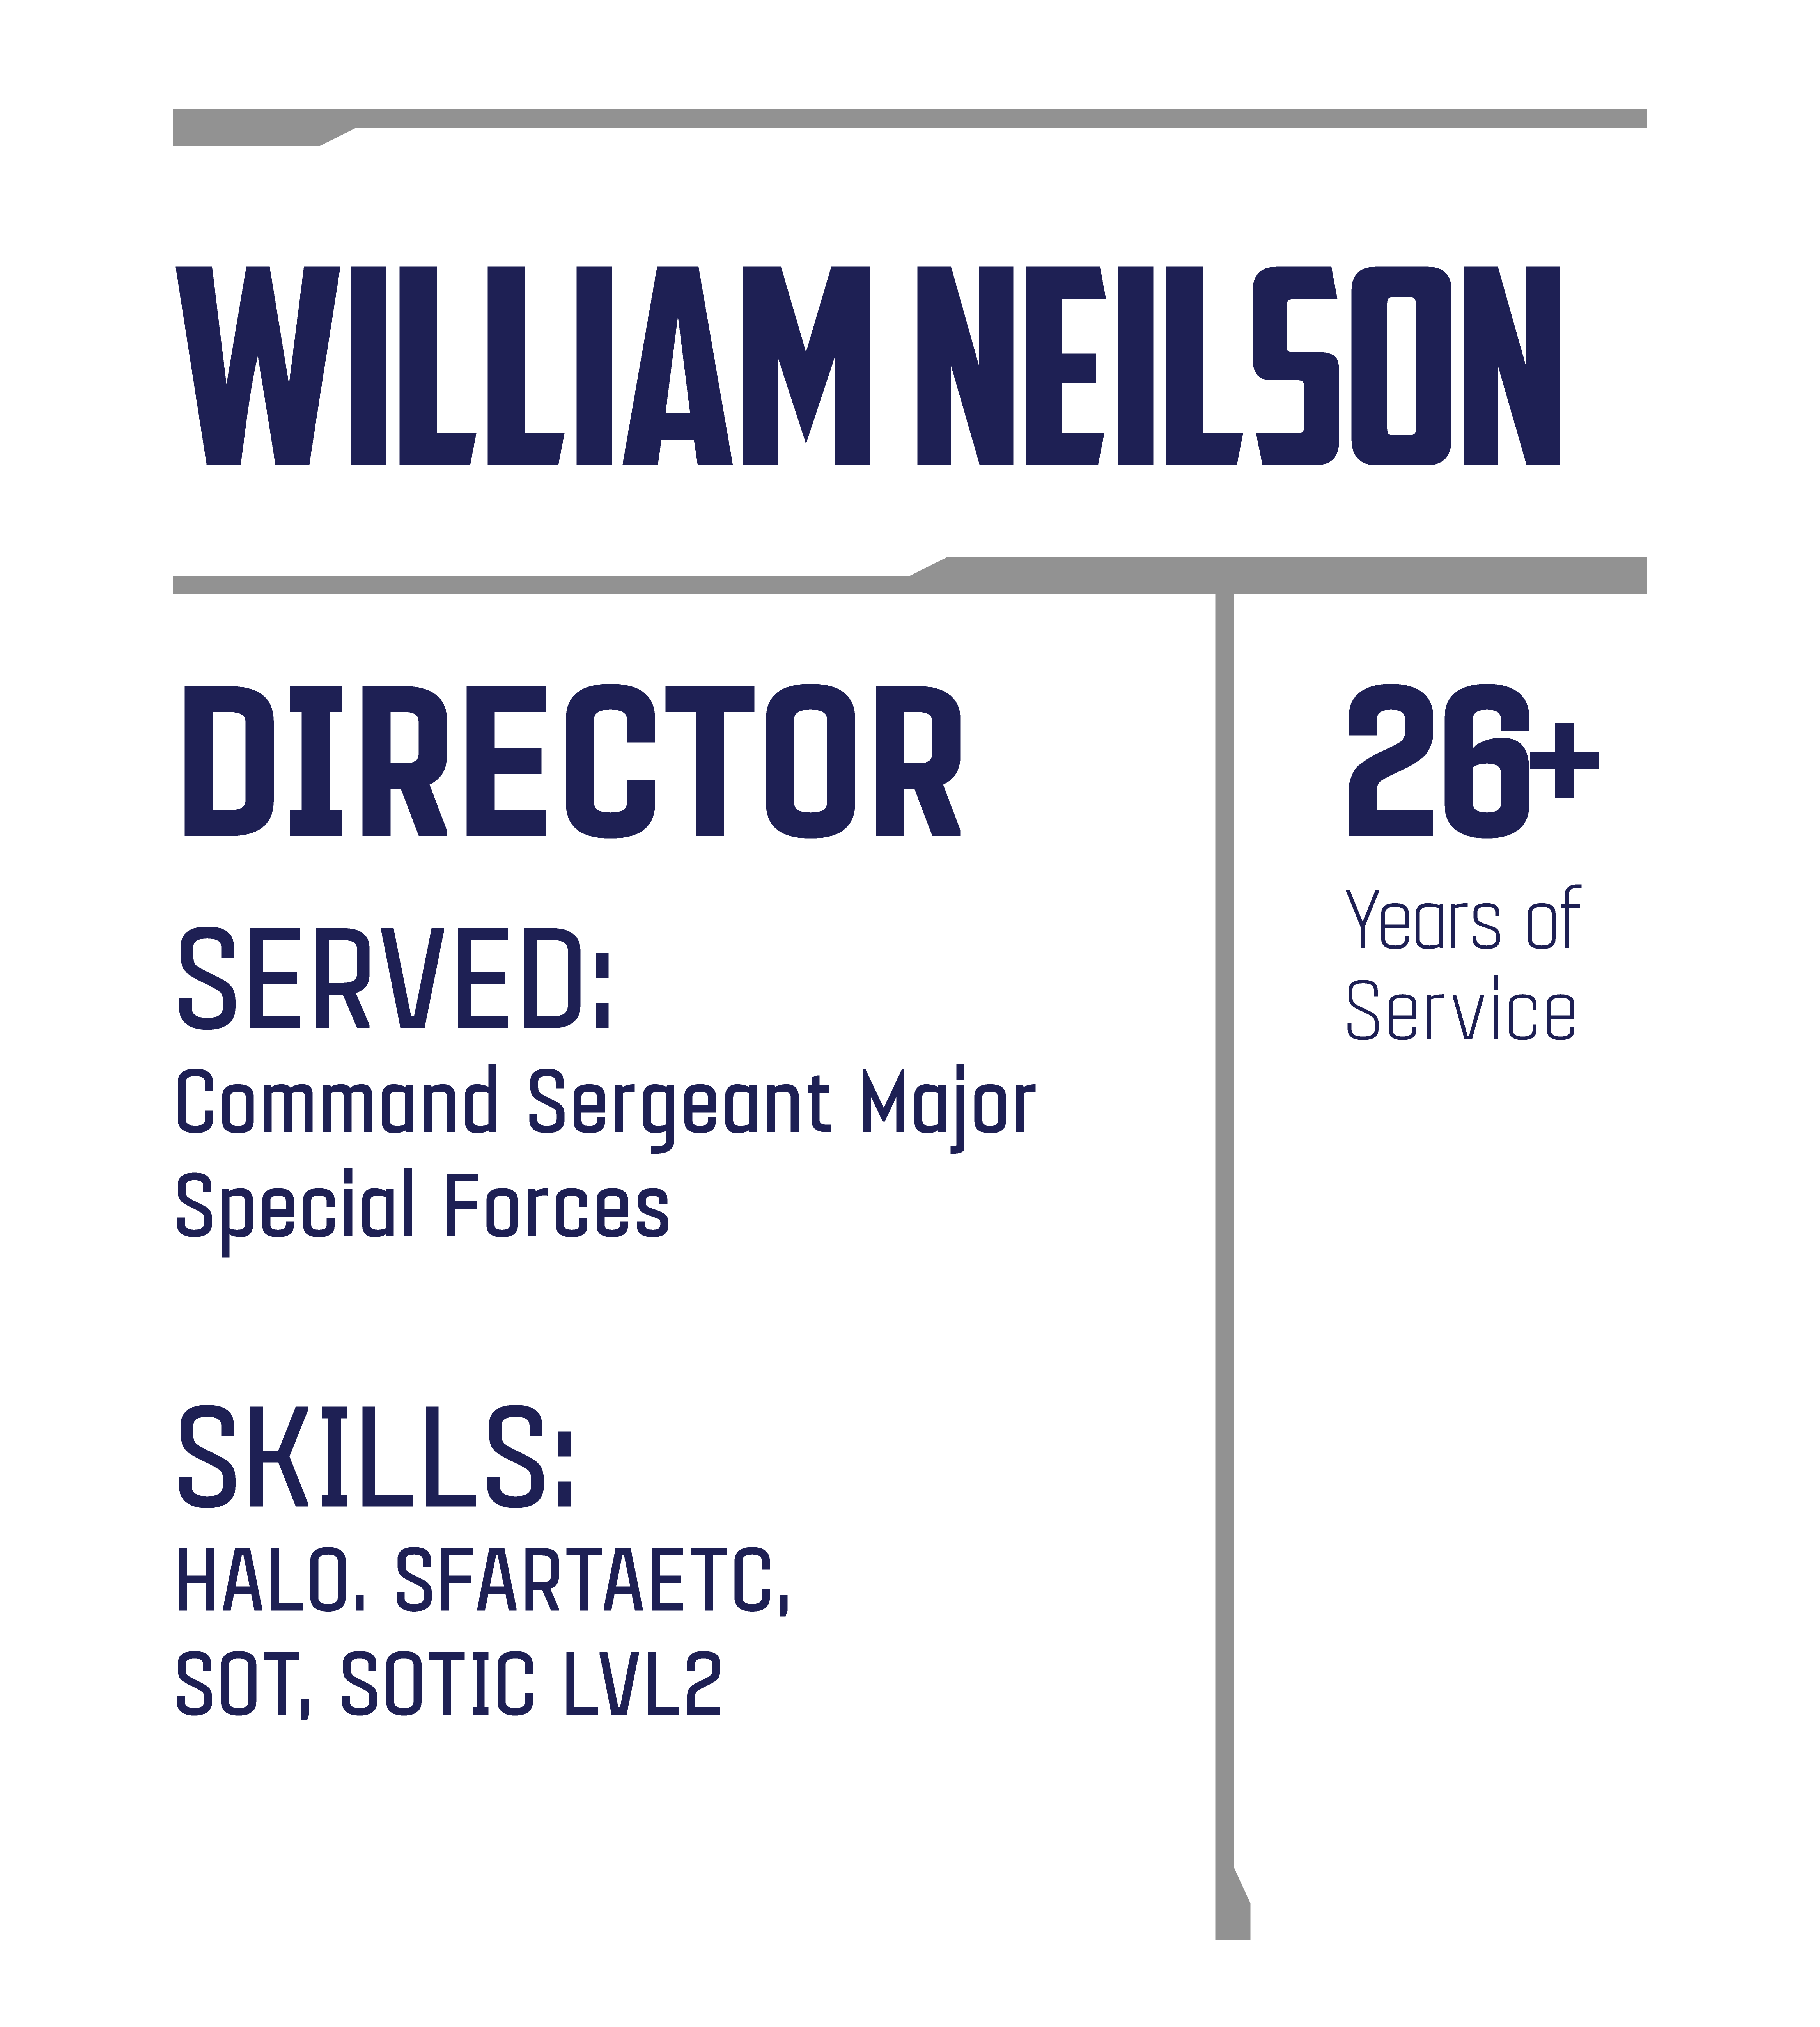 WILLIAM NEILSON
DIRECTOR
SERVED:
Command Sergeant Major
Special Forces
SKILLS:
HALO. SFARTAETC,
SOT, SOTIC LVL2
26+
Years of
Service